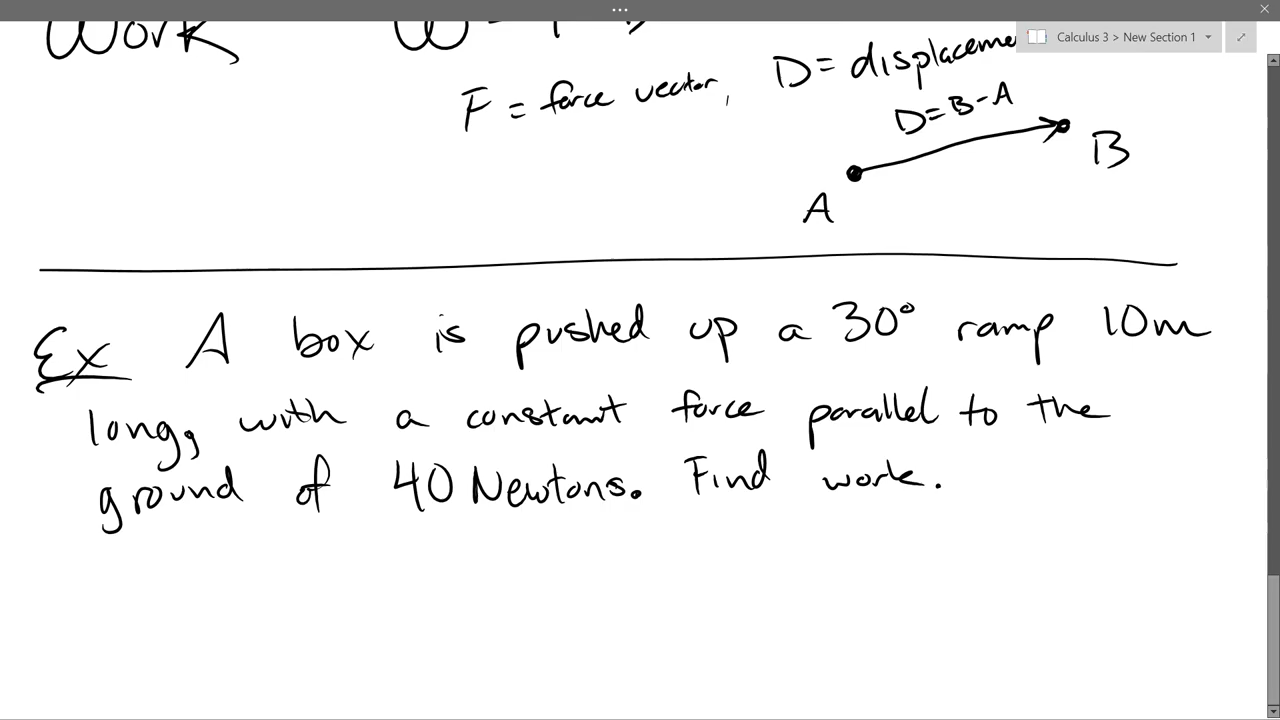 Calculus 3 > New Section 1
Work
F = force vector, D = displaceme
D=B-A
B
A
Ex A box is pushed up a 30° ramp 10m
long, with a constant force parallel to the
ground of 40 Newtons. Find work.